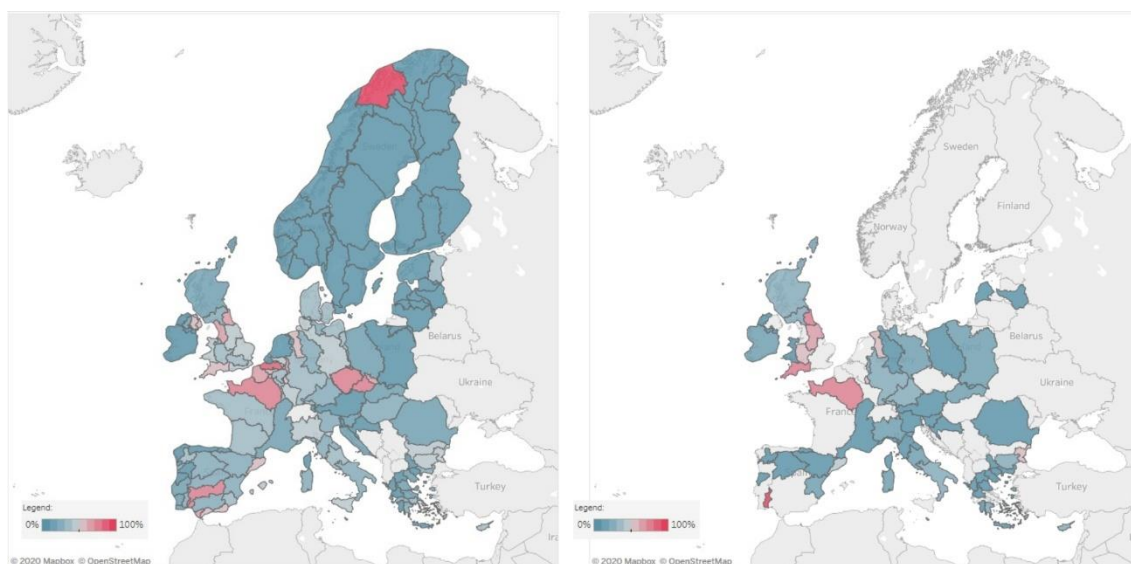 Sweden
Belarus
Ukraine
Turkey
Legend:
0%
100%
© 2020 Mapbox © OpenStreetMap
Sweden
Finland
Norway
Belarus
Ukraine
Turkey
Legend:
0%
100%
© 2020 Mapbox © OpenStreetMap